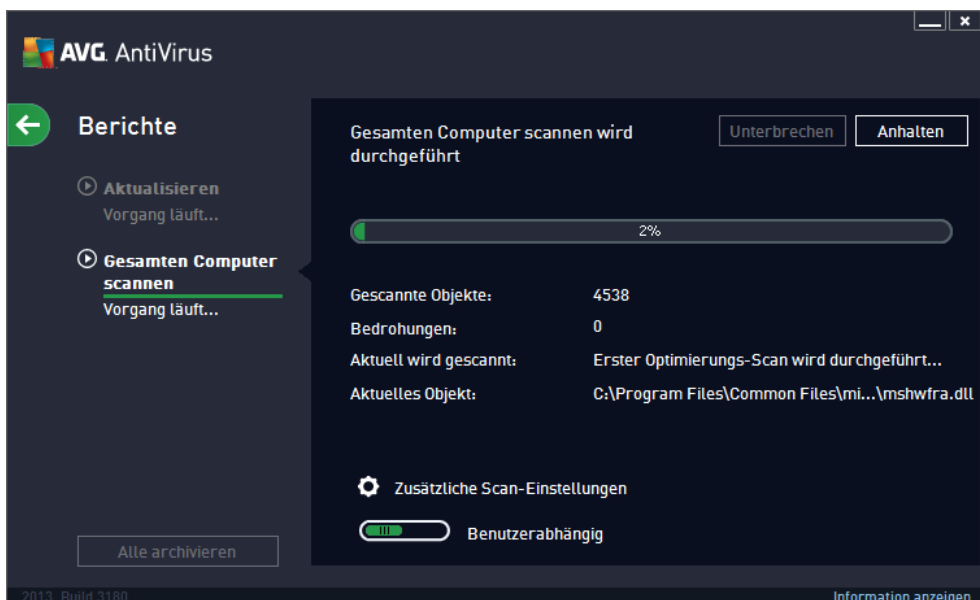 AVG. AntiVirus
Berichte
Aktualisieren
Vorgang läuft...
Gesamten Computer
scannen
Vorgang läuft...
Alle archivieren
Gesamten Computer scannen wird
durchgeführt
Unterbrechen
Anhalten
2%
Gescannte Objekte: 4538
Bedrohungen: 0
Aktuell wird gescannt: Erster Optimierungs-Scan wird durchgeführt...
Aktuelles Objekt: C:\Program Files\Common Files\mi...\mshwfra.dll
Zusätzliche Scan-Einstellungen
Benutzerabhängig
2013 Build 3180
Information anzeigen